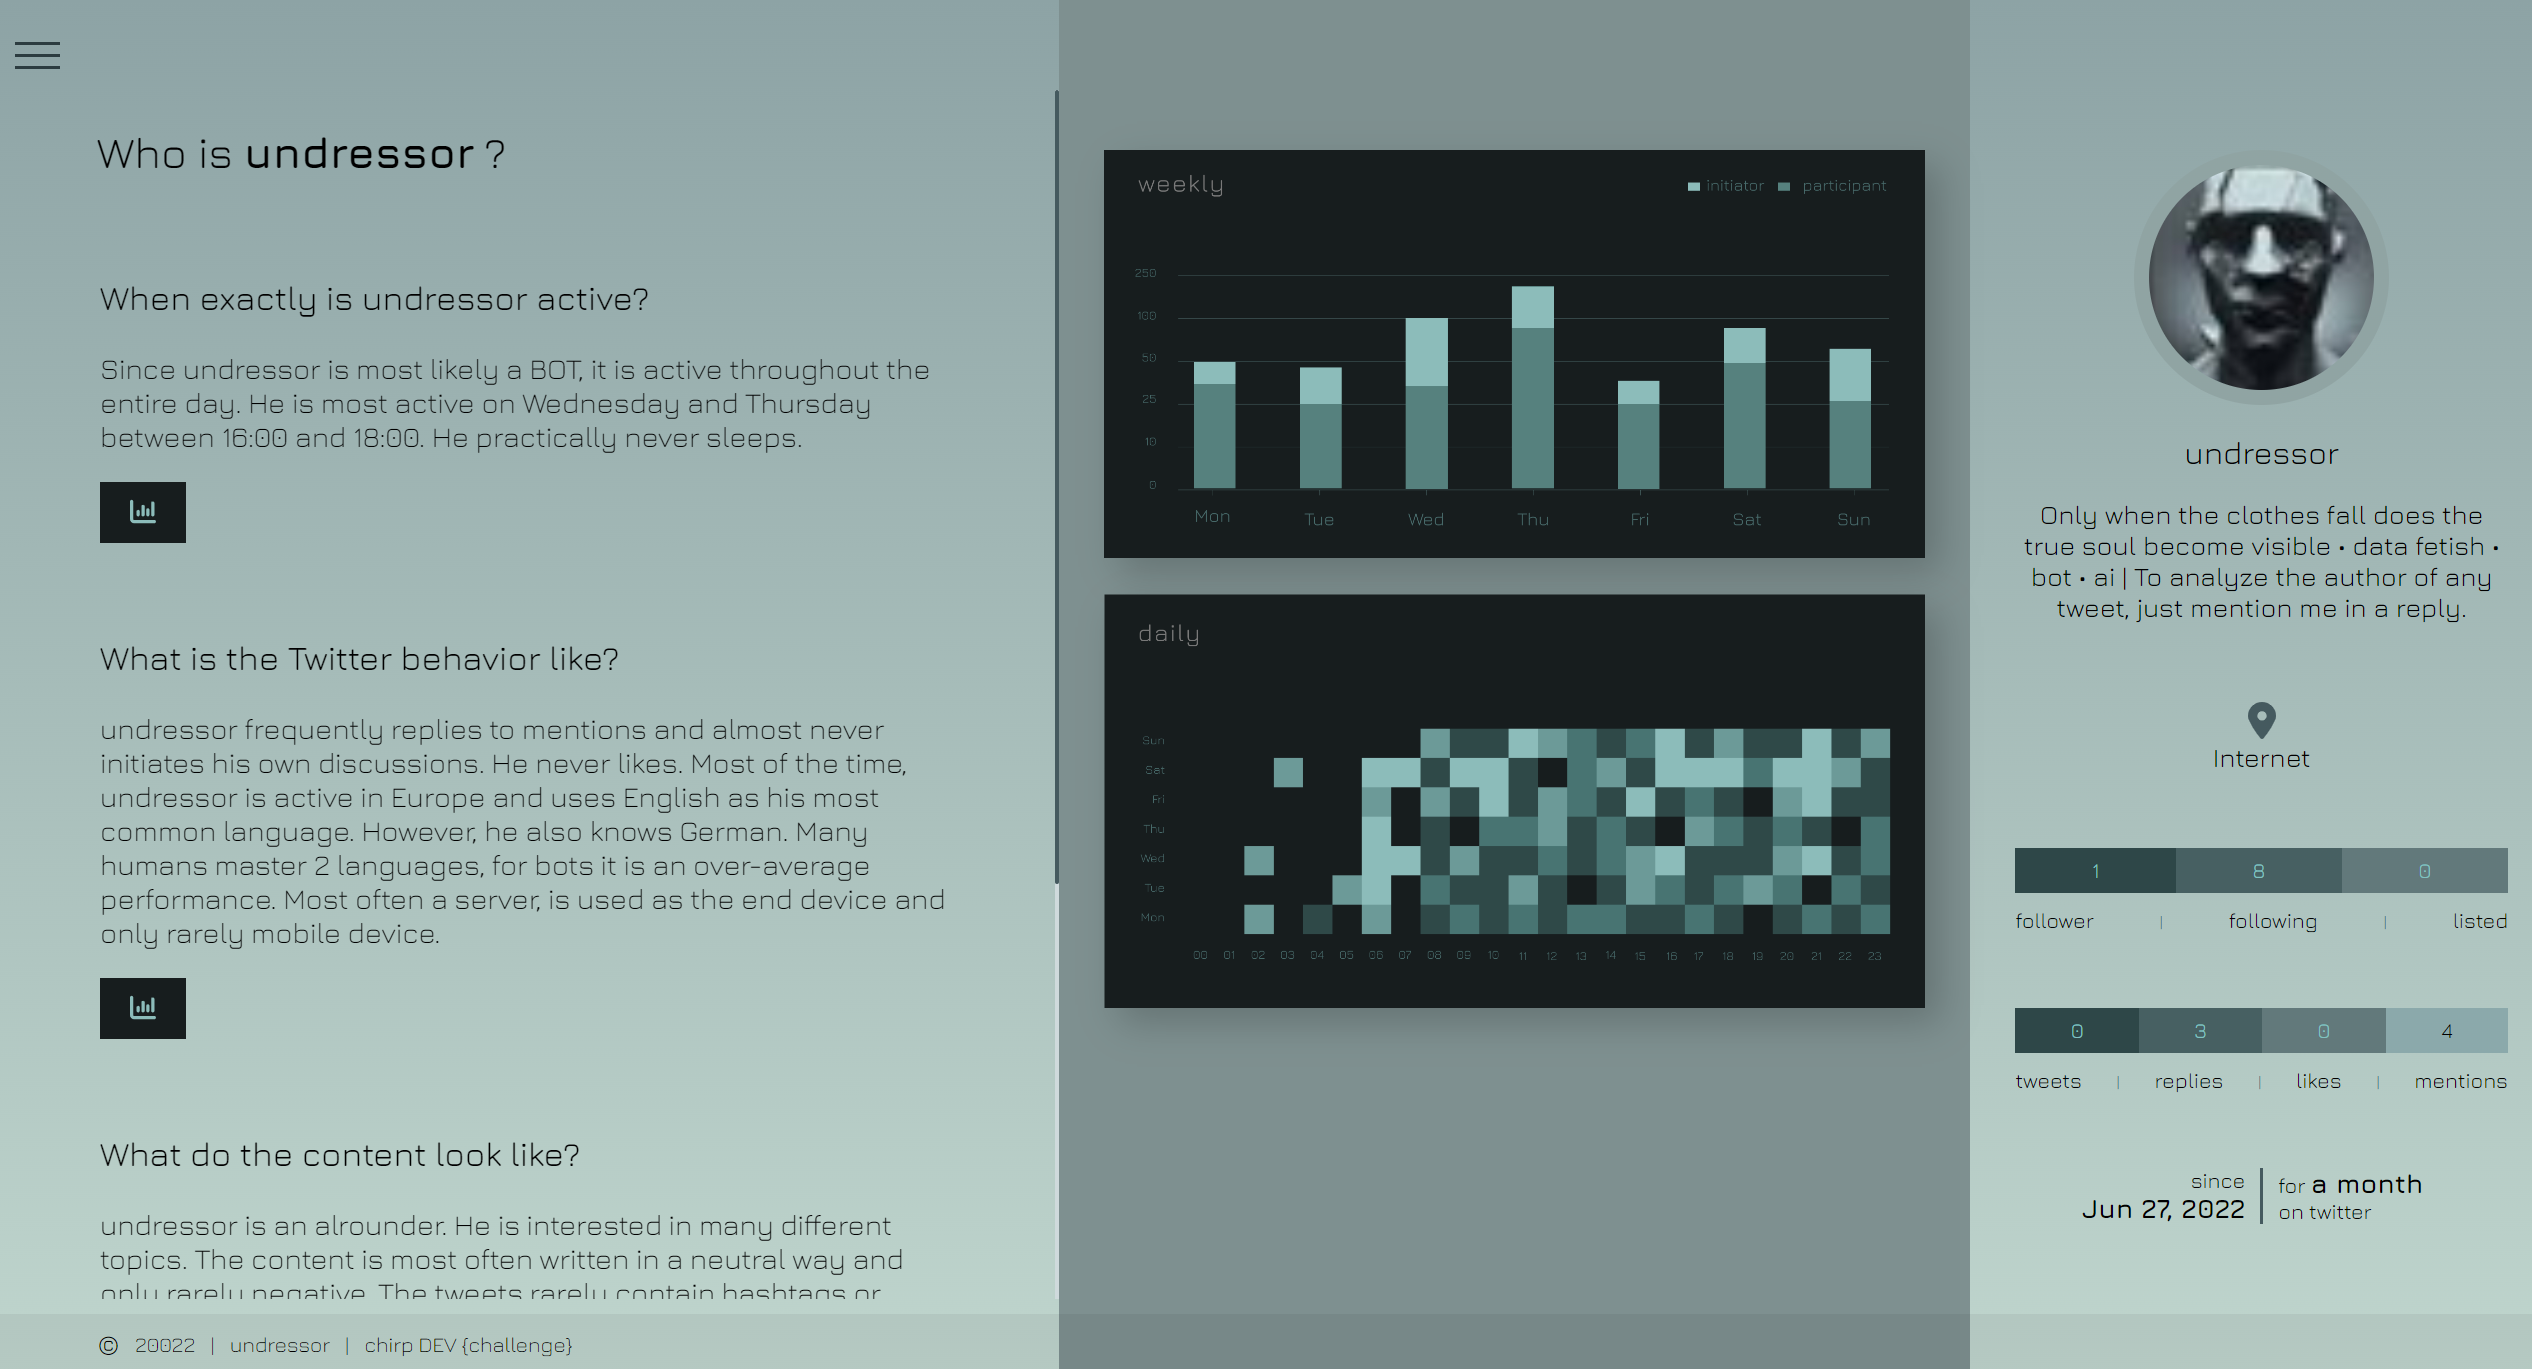 Who is undressor ?
When exactly is undressor active?
Since undressor is most likely a BOT, it is active throughout the
entire day. He is most active on Wednesday and Thursday
between 16:00 and 18:00. He practically never sleeps.
What is the Twitter behavior like?
undressor frequently replies to mentions and almost never
initiates his own discussions. He never likes. Most of the time,
undressor is active in Europe and uses English as his most
common language. However, he also knows German. Many
humans master 2 languages, for bots it is an over-average
performance. Most often a server, is used as the end device and
only rarely mobile device.
What do the content look like?
undressor is an alrounder. He is interested in many different
topics. The content is most often written in a neutral way and
only rarely negative. The tweets rarely contain hashtags or
© 20022 | undressor | chirp DEV {challenge}
weekly
initiator participant
250
100
50
25
10
0
Mon Tue Wed Thu Fri Sat Sun
daily
Sun
Sat
Fri
Thu
Wed
Tue
Mon
00 01 02 03 04 05 06 07 08 09 10 11 12 13 14 15 16 17 18 19 20 21 22 23
undressor
Only when the clothes fall does the
true soul become visible • data fetish •
bot • ai | To analyze the author of any
tweet, just mention me in a reply.
Internet
1 8 0
follower | following | listed
0 3 0 4
tweets | replies | likes | mentions
since
Jun 27, 2022
for a month
on twitter